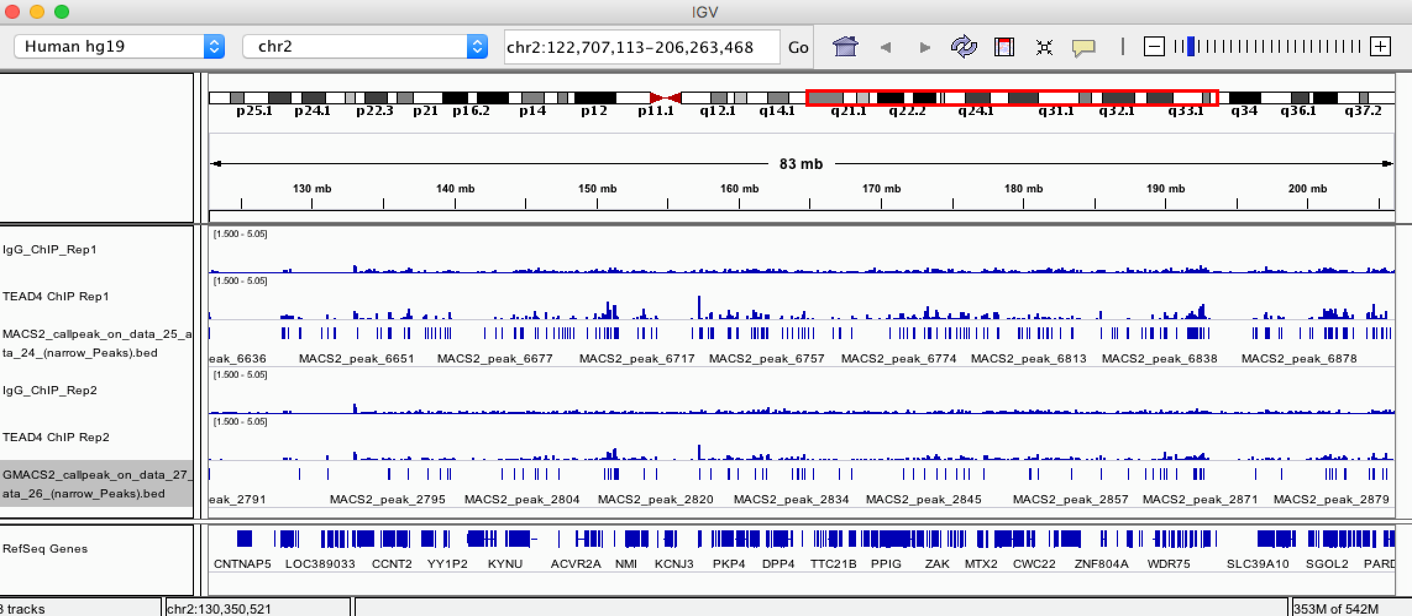 IGV
Human hg19 chr2 chr2:122,707,113-206,263,468 Go
p25.1 p24.1 p22.3 p21 p16.2 p14 p12 p11.1 q12.1 q14.1 q21.1 q22.2 q24.1 q31.1 q32.1 q33.1 q34 q36.1 q37.2
83 mb
130 mb 140 mb 150 mb 160 mb 170 mb 180 mb 190 mb 200 mb
[1.500 - 5.05]
IgG_ChIP_Rep1
[1.500 - 5.05]
TEAD4 ChIP Rep1
MACS2_callpeak_on_data_25_a
ta_24_(narrow_Peaks).bed
eak_6636 MACS2_peak_6651 MACS2_peak_6677 MACS2_peak_6717 MACS2_peak_6757 MACS2_peak_6774 MACS2_peak_6813 MACS2_peak_6838 MACS2_peak_6878
[1.500 - 5.05]
IgG_ChIP_Rep2
[1.500 - 5.05]
TEAD4 ChIP Rep2
GMACS2_callpeak_on_data_27_
ata_26_(narrow_Peaks).bed
eak_2791 MACS2_peak_2795 MACS2_peak_2804 MACS2_peak_2820 MACS2_peak_2834 MACS2_peak_2845 MACS2_peak_2857 MACS2_peak_2871 MACS2_peak_2879
RefSeq Genes
CNTNAP5 LOC389033 CCNT2 YY1P2 KYNU ACVR2A NMI KCNJ3 PKP4 DPP4 TTC21B PPIG ZAK MTX2 CWC22 ZNF804A WDR75 SLC39A10 SGOL2 PARD
tracks chr2:130,350,521 353M of 542M